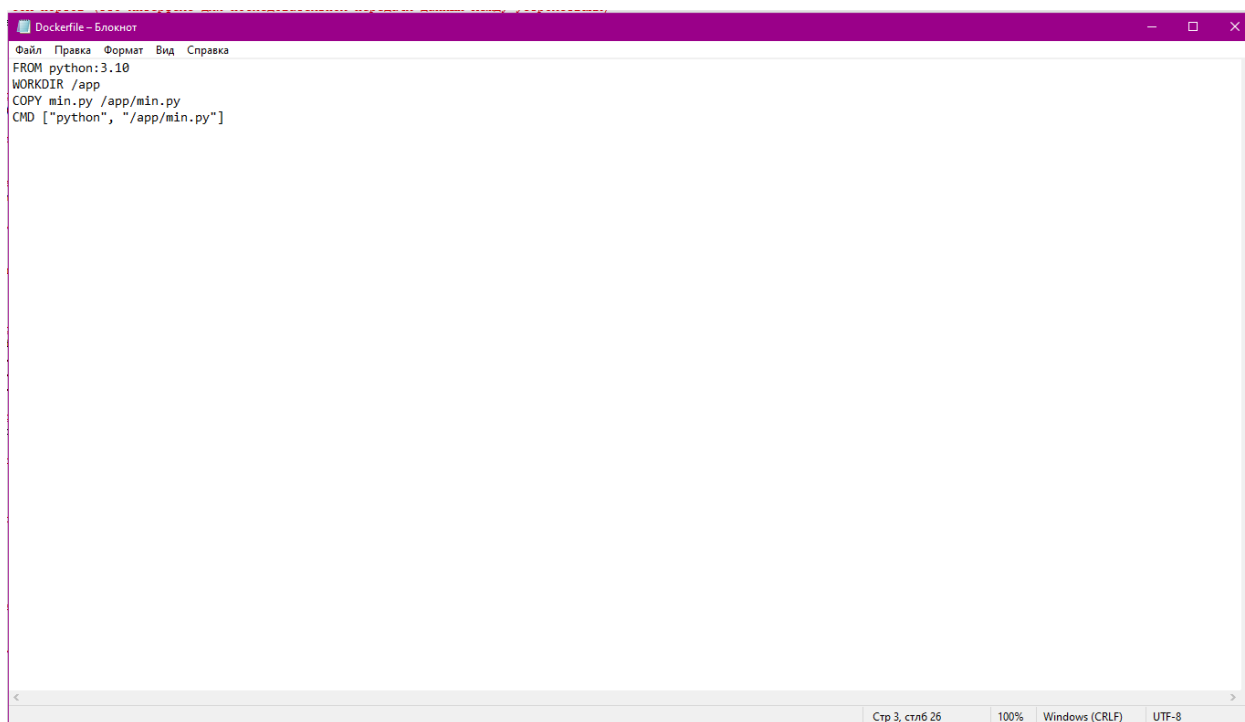 Dockerfile – Блокнот
Файл Правка Формат Вид Справка
FROM python:3.10
WORKDIR /app
COPY min.py /app/min.py
CMD ["python", "/app/min.py"]
Стр 3, стлб 26 100% Windows (CRLF) UTF-8